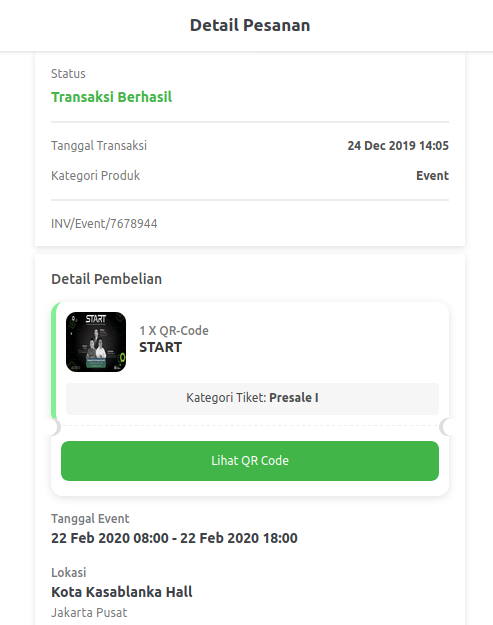 Detail Pesanan
Status
Transaksi Berhasil
Tanggal Transaksi 24 Dec 2019 14:05
Kategori Produk Event
INV/Event/7678944
Detail Pembelian
START
1 X QR-Code
START
Kategori Tiket: Presale I
Lihat QR Code
Tanggal Event
22 Feb 2020 08:00 - 22 Feb 2020 18:00
Lokasi
Kota Kasablanka Hall
Jakarta Pusat